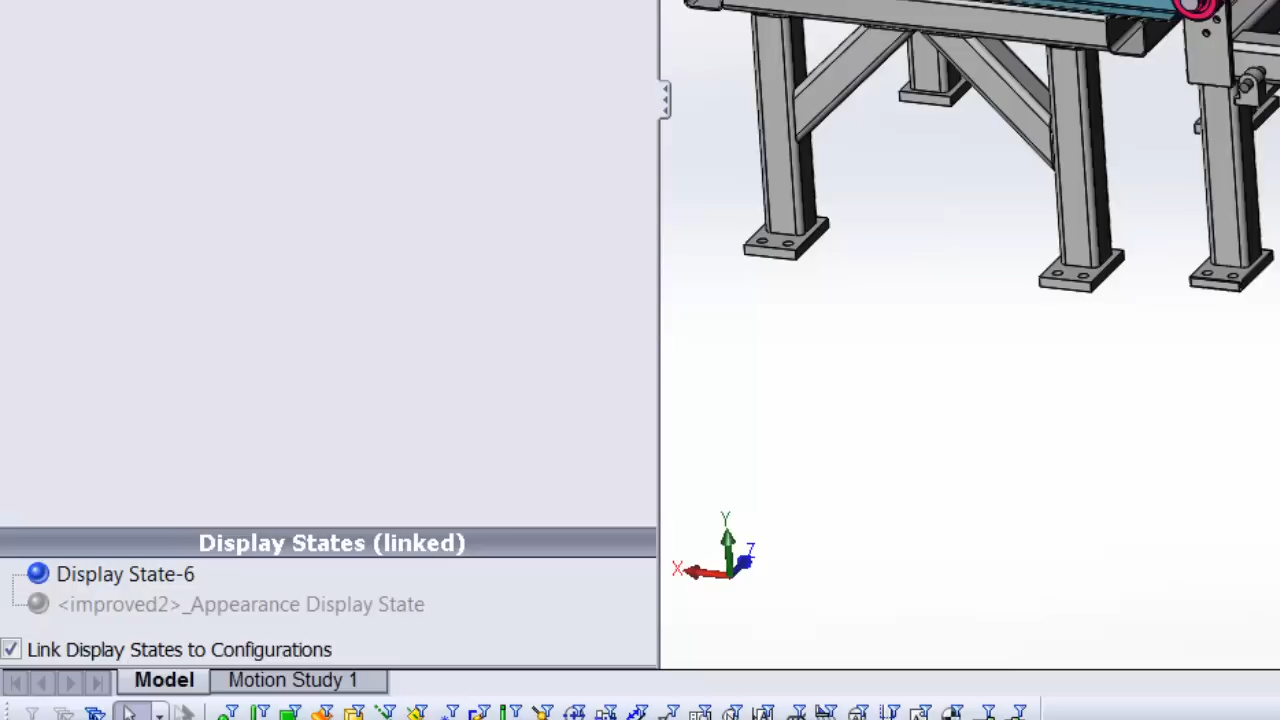 Y
Z
X
Display States (linked)
Display State-6
<improved2>_Appearance Display State
Link Display States to Configurations
Model
Motion Study 1